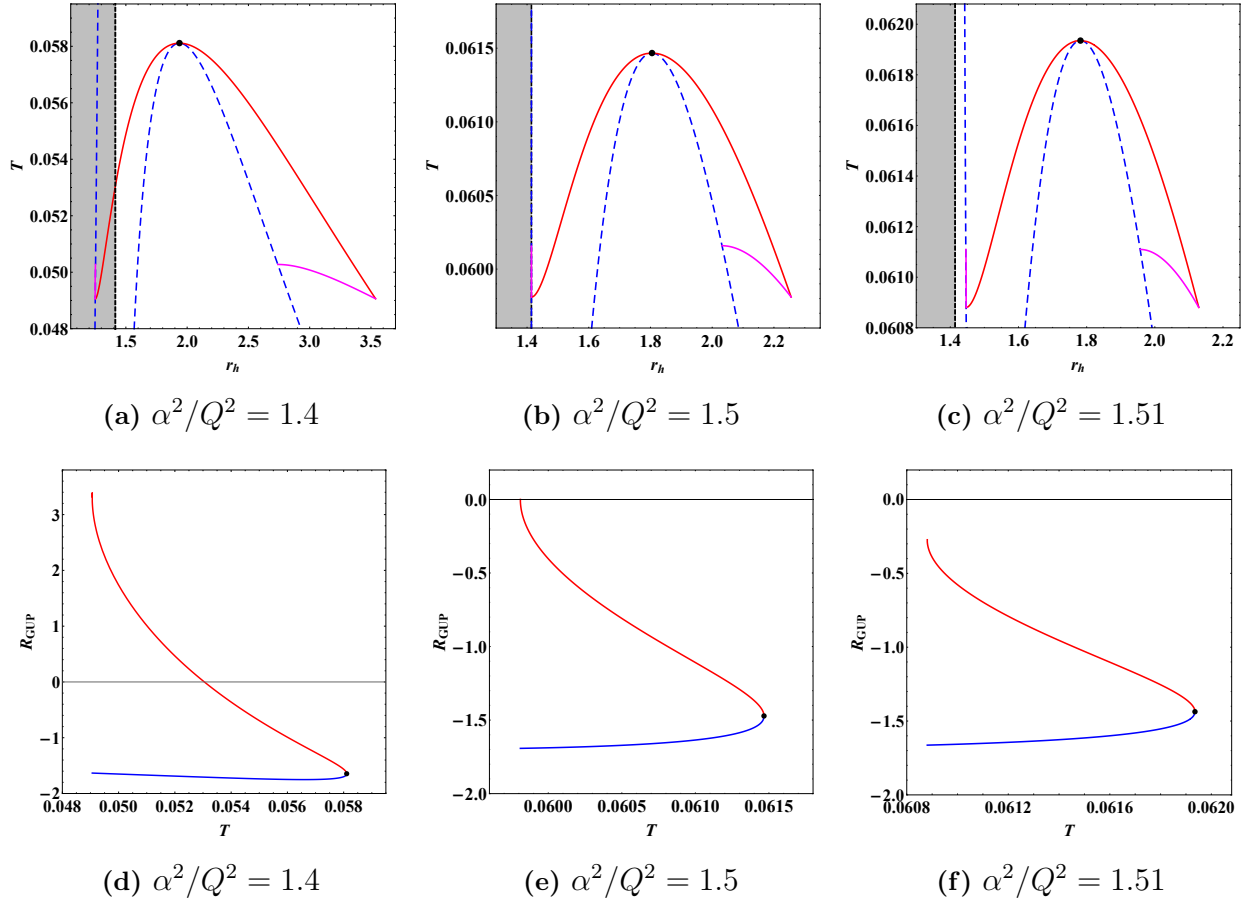 0.058
0.056
0.054
0.052
0.050
0.048
T
1.5 2.0 2.5 3.0 3.5
r_h
(a) α²/Q² = 1.4
0.0615
0.0610
0.0605
0.0600
T
1.4 1.6 1.8 2.0 2.2
r_h
(b) α²/Q² = 1.5
0.0620
0.0618
0.0616
0.0614
0.0612
0.0610
0.0608
T
1.4 1.6 1.8 2.0 2.2
r_h
(c) α²/Q² = 1.51
3
2
1
0
−1
−2
R_GUP
0.048 0.050 0.052 0.054 0.056 0.058
T
(d) α²/Q² = 1.4
0.0
−0.5
−1.0
−1.5
−2.0
R_GUP
0.0600 0.0605 0.0610 0.0615
T
(e) α²/Q² = 1.5
0.0
−0.5
−1.0
−1.5
−2.0
R_GUP
0.0608 0.0612 0.0616 0.0620
T
(f) α²/Q² = 1.51